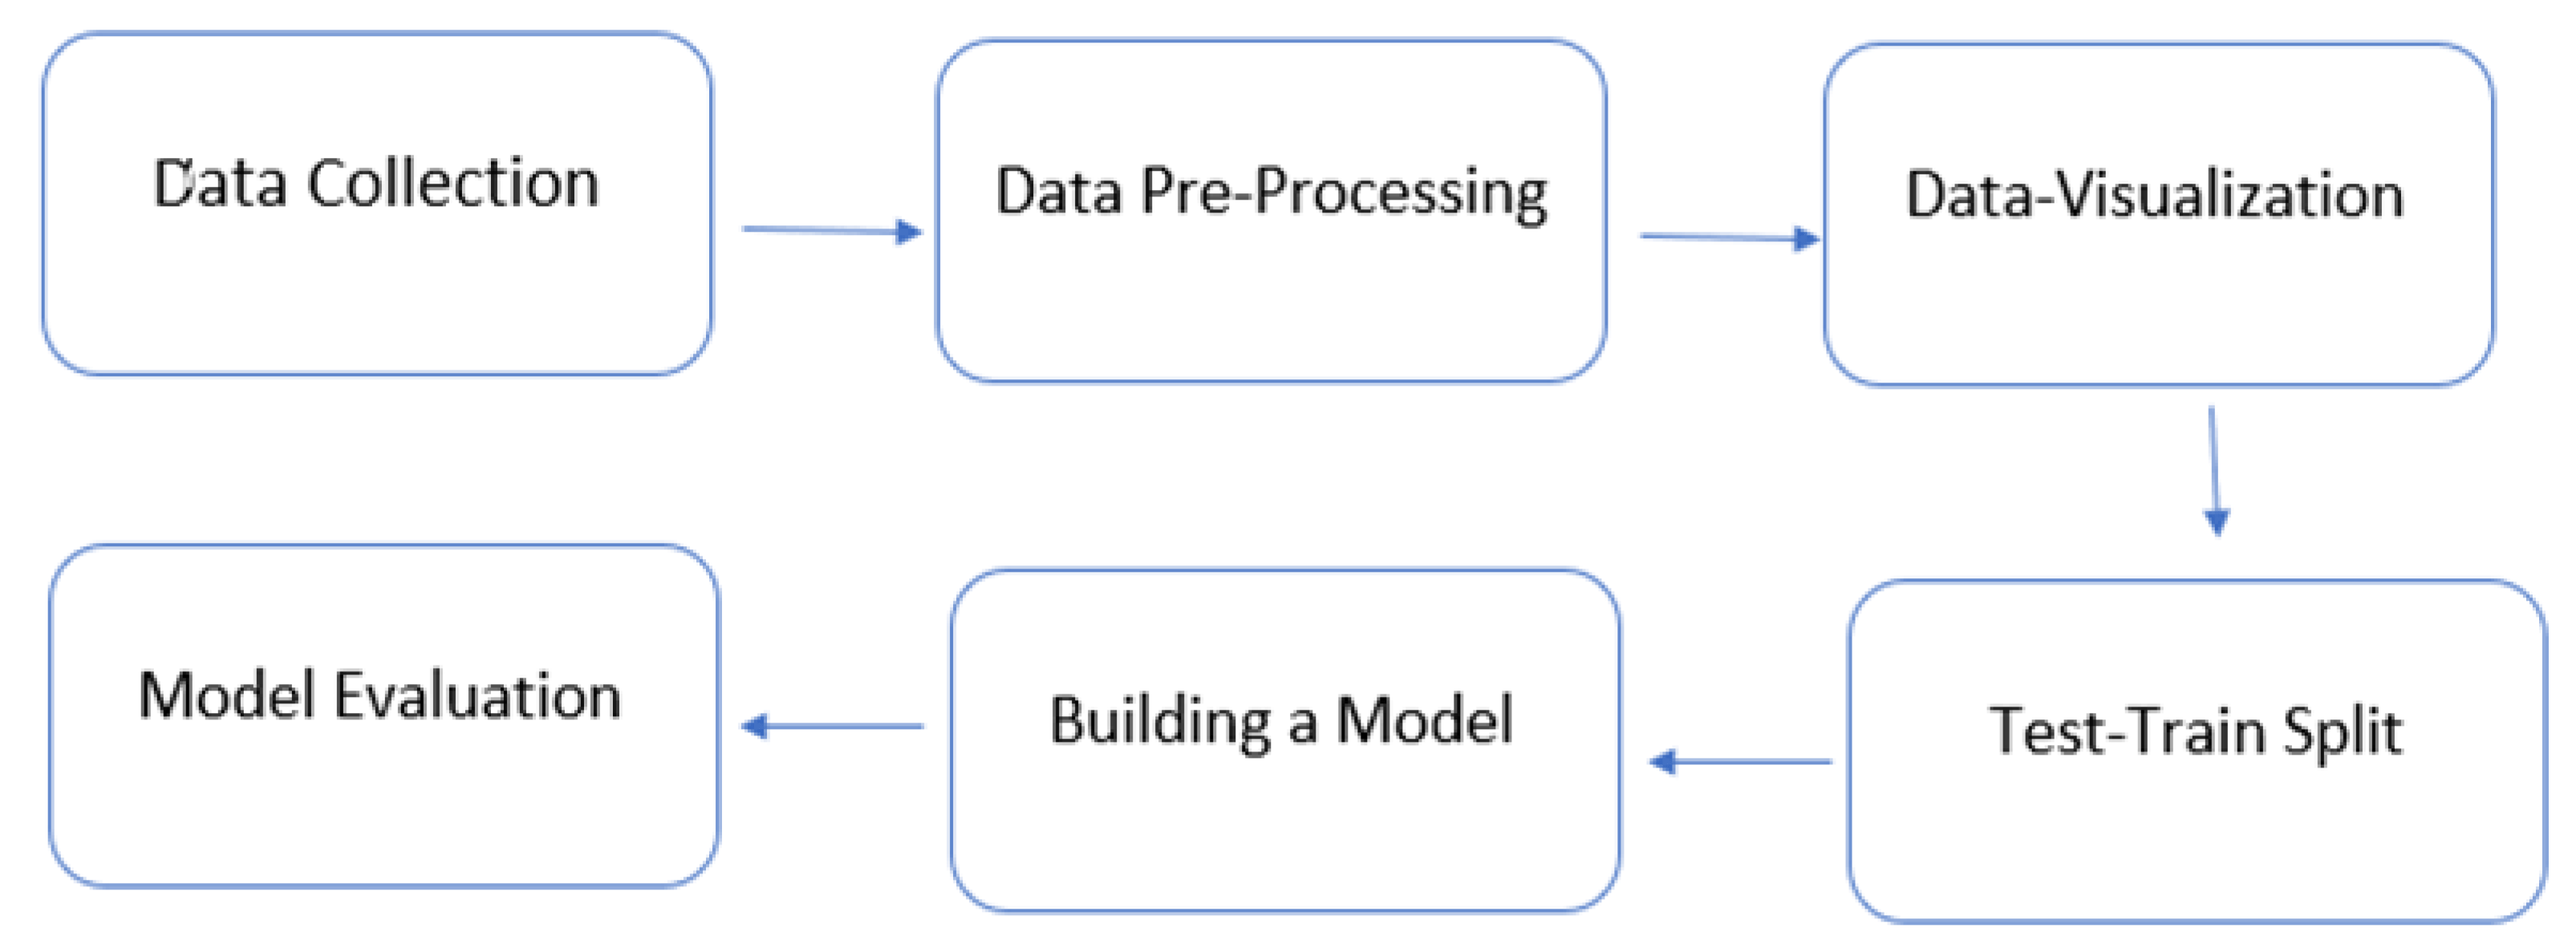 Data Collection
Data Pre-Processing
Data-Visualization
Test-Train Split
Building a Model
Model Evaluation